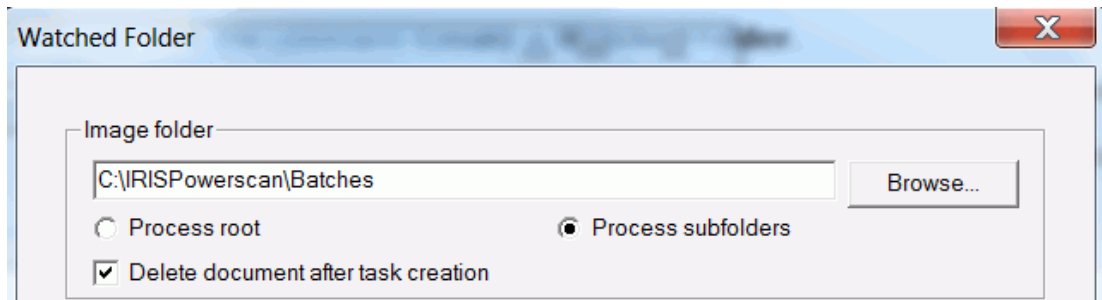 Watched Folder
Image folder
C:\IRISPowerscan\Batches
Browse...
Process root
Process subfolders
Delete document after task creation